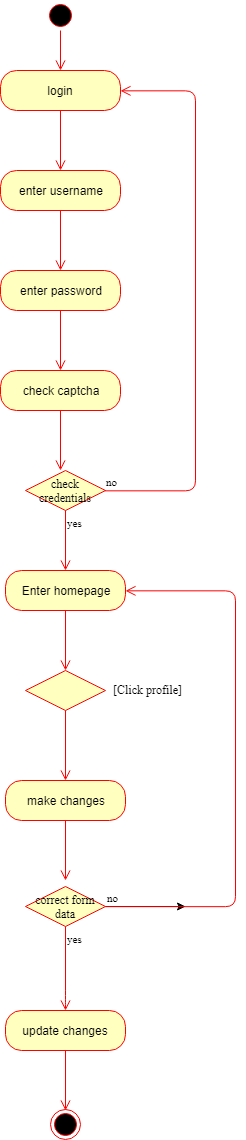 login
enter username
enter password
check captcha
check
credentials
no
yes
Enter homepage
[Click profile]
make changes
correct form
data
no
yes
update changes